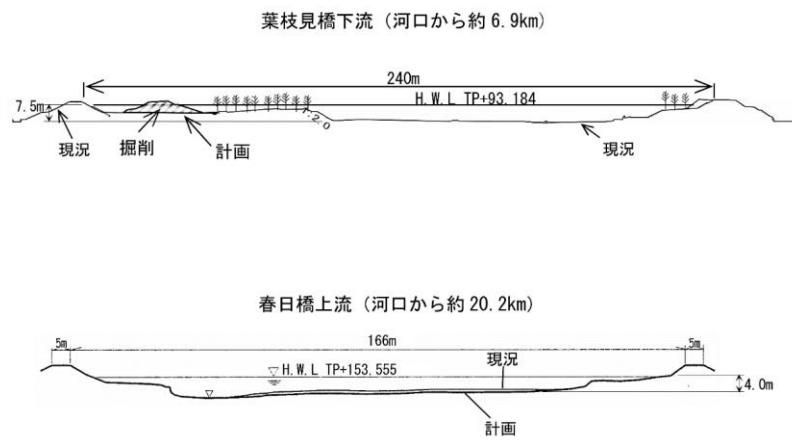 葉枝見橋下流（河口から約 6.9km）
240m
7.5m
H.W.L TP+93.184
1:2.0
現況
掘削
計画
現況
春日橋上流（河口から約 20.2km）
5m
166m
5m
H.W.L TP+153.555
現況
4.0m
計画